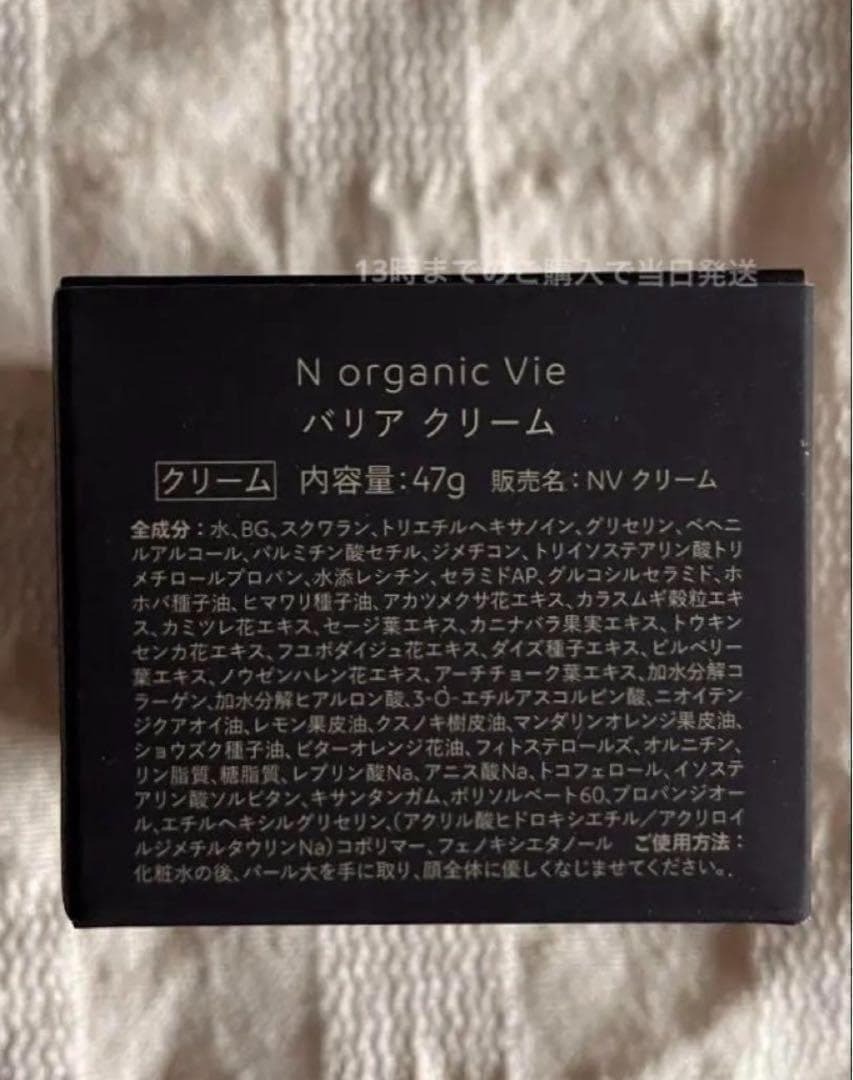 13時までのご購入で当日発送
N organic Vie
バリア クリーム
クリーム 内容量：47g 販売名：NV クリーム
全成分：水、BG、スクワラン、トリエチルヘキサノイン、グリセリン、ベヘニ
ルアルコール、パルミチン酸セチル、ジメチコン、トリイソステアリン酸トリ
メチロールプロパン、水添レシチン、セラミドAP、グルコシルセラミド、ホ
ホバ種子油、ヒマワリ種子油、アカツメクサ花エキス、カラスムギ穀粒エキ
ス、カミツレ花エキス、セージ葉エキス、カニナバラ果実エキス、トウキン
センカ花エキス、フユボダイジュ花エキス、ダイズ種子エキス、ビルベリー
葉エキス、ノウゼンハレン花エキス、アーチチョーク葉エキス、加水分解コ
ラーゲン、加水分解ヒアルロン酸、3-O-エチルアスコルビン酸、ニオイテン
ジクアオイ油、レモン果皮油、クスノキ樹皮油、マンダリンオレンジ果皮油、
ショウズク種子油、ビターオレンジ花油、フィトステロールズ、オルニチン、
リン脂質、糖脂質、レブリン酸Na、アニス酸Na、トコフェロール、イソステ
アリン酸ソルビタン、キサンタンガム、ポリソルベート60、プロパンジオー
ル、エチルヘキシルグリセリン、（アクリル酸ヒドロキシエチル／アクリロイ
ルジメチルタウリンNa）コポリマー、フェノキシエタノール ご使用方法：
化粧水の後、パール大を手に取り、顔全体に優しくなじませてください。